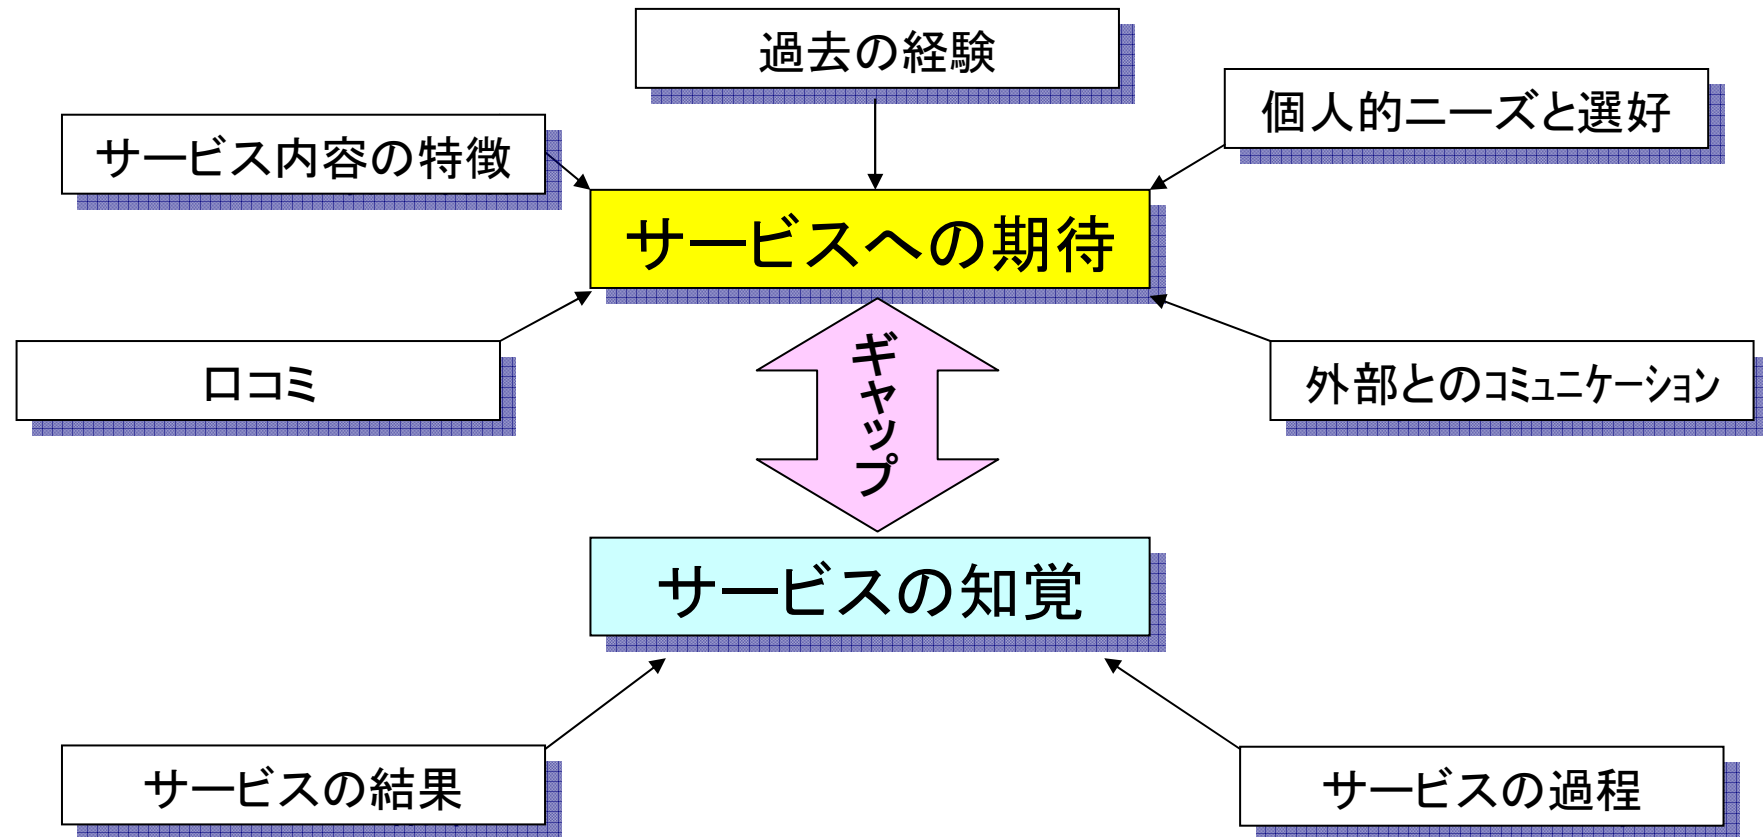 過去の経験
個人的ニーズと選好
サービス内容の特徴
サービスへの期待
口コミ
ギャップ
外部とのコミュニケーション
サービスの知覚
サービスの結果
サービスの過程